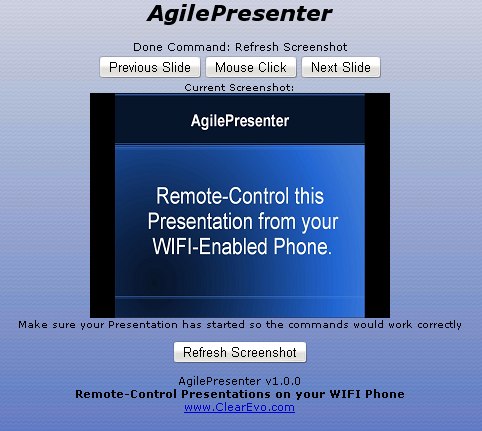 AgilePresenter
Done Command: Refresh Screenshot
Previous Slide Mouse Click Next Slide
Current Screenshot:
AgilePresenter
Remote-Control this
Presentation from your
WIFI-Enabled Phone.
Make sure your Presentation has started so the commands would work correctly
Refresh Screenshot
AgilePresenter v1.0.0
Remote-Control Presentations on your WIFI Phone
www.ClearEvo.com